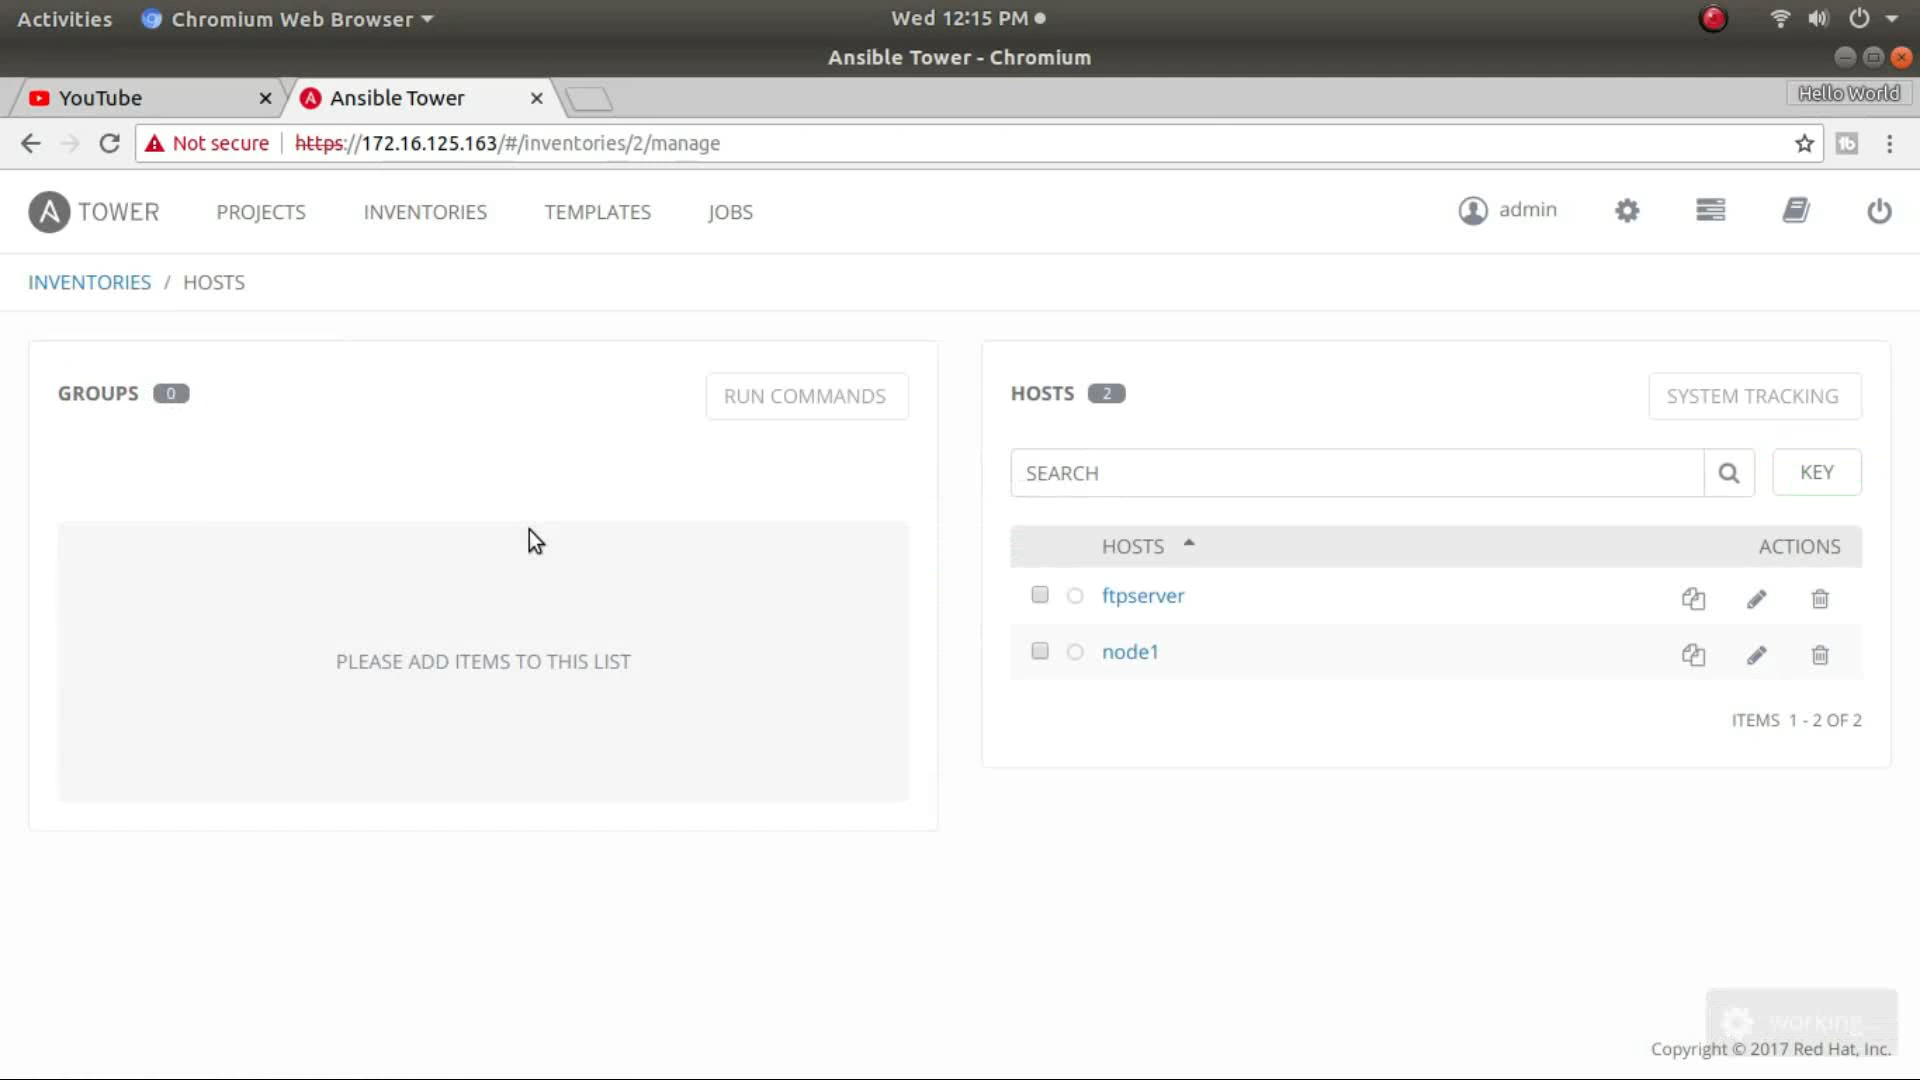 Activities Chromium Web Browser Wed 12:15 PM
Ansible Tower - Chromium
YouTube Ansible Tower Hello World
Not secure https://172.16.125.163/#/inventories/2/manage
A TOWER PROJECTS INVENTORIES TEMPLATES JOBS admin
INVENTORIES / HOSTS
GROUPS 0 RUN COMMANDS
PLEASE ADD ITEMS TO THIS LIST
HOSTS 2 SYSTEM TRACKING
SEARCH KEY
HOSTS ACTIONS
ftpserver
node1
ITEMS 1 - 2 OF 2
working...
Copyright © 2017 Red Hat, Inc.